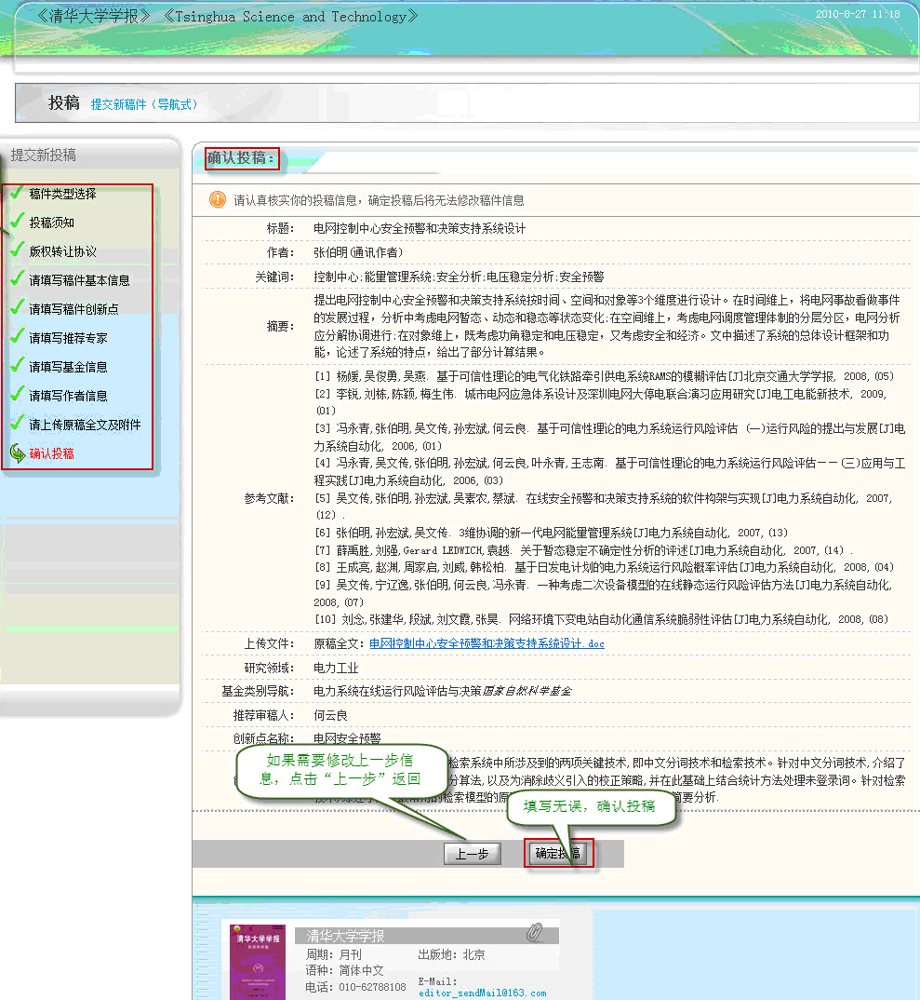 《清华大学学报》 《Tsinghua Science and Technology》
2010-8-27 11:18
投稿 提交新稿件（导航式）
提交新投稿
稿件类型选择
投稿须知
版权转让协议
请填写稿件基本信息
请填写稿件创新点
请填写推荐专家
请填写基金信息
请填写作者信息
请上传原稿全文及附件
确认投稿
确认投稿：
请认真核实你的投稿信息，确定投稿后将无法修改稿件信息
标题： 电网控制中心安全预警和决策支持系统设计
作者： 张伯明(通讯作者)
关键词： 控制中心;能量管理系统;安全分析;电压稳定分析;安全预警
摘要：
提出电网控制中心安全预警和决策支持系统按时间、空间和对象等3个维度进行设计。在时间维上，将电网事故看做事件
的发展过程，分析中考虑电网暂态、动态和稳态等状态变化;在空间维上，考虑电网调度管理体制的分层分区，电网分析
应分解协调进行;在对象维上，既考虑功角稳定和电压稳定，又考虑安全和经济。文中描述了系统的总体设计框架和功
能，论述了系统的特点，给出了部分计算结果。
参考文献：
[1] 杨媛,吴俊勇,吴燕. 基于可信性理论的电气化铁路牵引供电系统RAMS的模糊评估[J]北京交通大学学报, 2008,(05)
[2] 李锐,刘林,陈颖,梅生伟. 城市电网应急体系设计及深圳电网大停电联合演习应用研究[J]电工电能新技术, 2009,
(01)
[3] 冯永青,张伯明,吴文传,孙宏斌,何云良. 基于可信性理论的电力系统运行风险评估 (一)运行风险的提出与发展[J]电
力系统自动化, 2006,(01)
[4] 冯永青,吴文传,张伯明,孙宏斌,何云良,叶永青,王志南. 基于可信性理论的电力系统运行风险评估——(三)应用与工
程实践[J]电力系统自动化, 2006,(03)
[5] 吴文传,张伯明,孙宏斌,吴素农,蔡斌. 在线安全预警和决策支持系统的软件构架与实现[J]电力系统自动化, 2007,
(12) .
[6] 张伯明,孙宏斌,吴文传. 3维协调的新一代电网能量管理系统[J]电力系统自动化, 2007,(13)
[7] 薛禹胜,刘强,Gerard LEDWICH,袁越. 关于暂态稳定不确定性分析的评述[J]电力系统自动化, 2007,(14) .
[8] 王成亮,赵渊,周家启,刘威,韩松柏. 基于日发电计划的电力系统运行风险概率评估[J]电力系统自动化, 2008,(04)
[9] 吴文传,宁辽逸,张伯明,何云良,冯永青. 一种考虑二次设备模型的在线静态运行风险评估方法[J]电力系统自动化,
2008,(07)
[10] 刘念,张建华,段斌,刘文霞,张昊. 网络环境下变电站自动化通信系统脆弱性评估[J]电力系统自动化, 2008,(08)
上传文件： 原稿全文：电网控制中心安全预警和决策支持系统设计.doc
研究领域： 电力工业
基金类别导航： 电力系统在线运行风险评估与决策国家自然科学基金
推荐审稿人： 何云良
创新点名称： 电网安全预警
检索系统中所涉及到的两项关键技术,即中文分词技术和检索技术。针对中文分词技术,介绍了
分算法,以及为消除歧义引入的校正策略,并在此基础上结合统计方法处理未登录词。针对检索
的检索模型的原 简要分析.
如果需要修改上一步信
息，点击“上一步”返回
填写无误，确认投稿
上一步 确定投稿
清华大学学报
清华大学学报
周期：月刊 出版地：北京
语种：简体中文
电话：010-62788108 E-Mail:
editor_sendMail@163.com